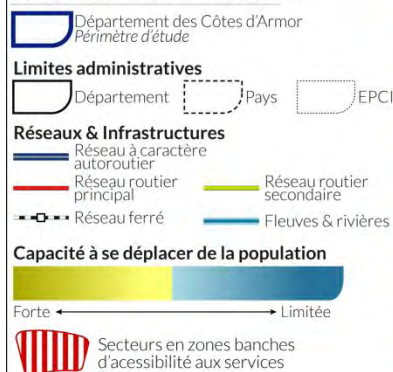 Département des Côtes d'Armor
Périmètre d'étude
Limites administratives
Département
Pays
EPCI
Réseaux & Infrastructures
Réseau à caractère
autoroutier
Réseau routier
principal
Réseau routier
secondaire
Réseau ferré
Fleuves & rivières
Capacité à se déplacer de la population
Forte
Limitée
Secteurs en zones banches
d'acessibilité aux services